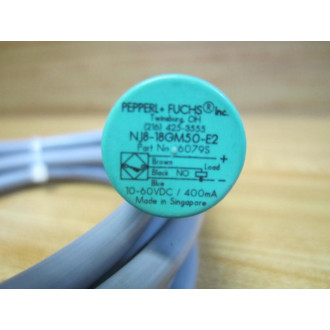 PEPPERL + FUCHS® Inc.
Twinsburg, OH
(216) 425-3555
NJ8-18GM50-E2
Part No. 60795
Brown +
Load
Black NO
Blue -
10-60VDC / 400mA
Made in Singapore